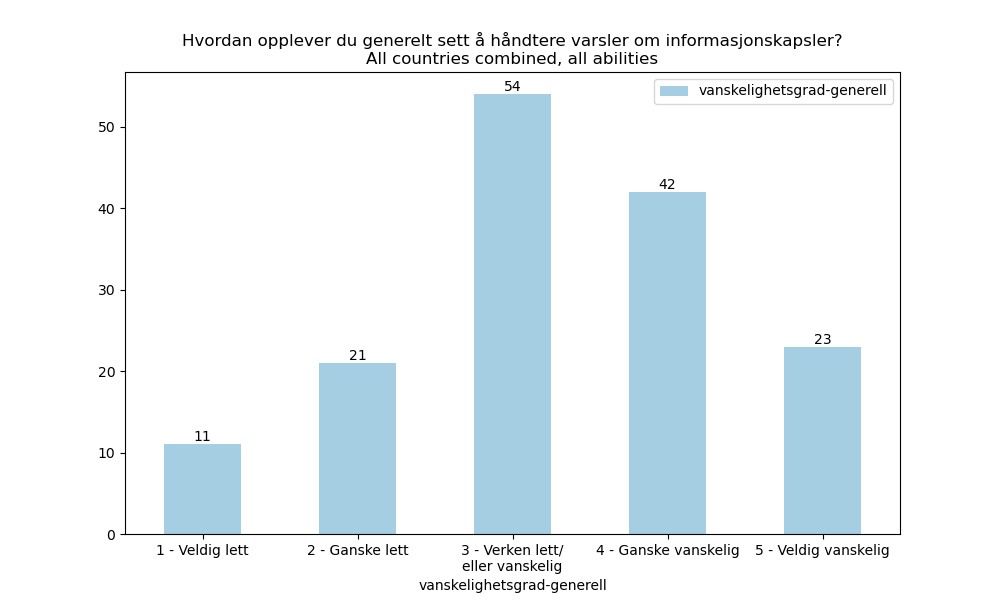 Hvordan opplever du generelt sett å håndtere varsler om informasjonskapsler?
All countries combined, all abilities
vanskelighetsgrad-generell
54
42
23
21
11
50
40
30
20
10
0
1 - Veldig lett
2 - Ganske lett
3 - Verken lett/
eller vanskelig
4 - Ganske vanskelig
5 - Veldig vanskelig
vanskelighetsgrad-generell